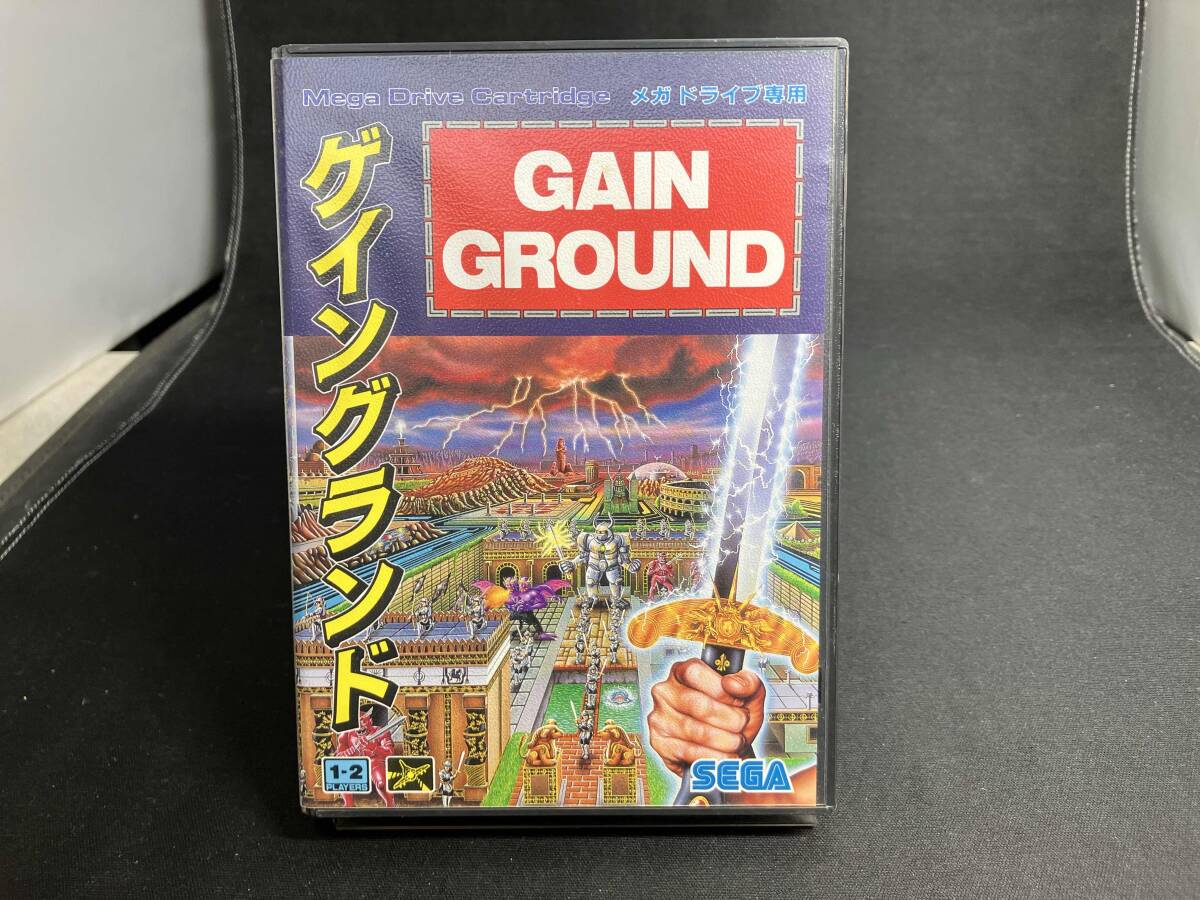 Mega Drive Cartridge メガドライブ専用
GAIN
GROUND
ゲイングランド
1-2
PLAYERS
SEGA